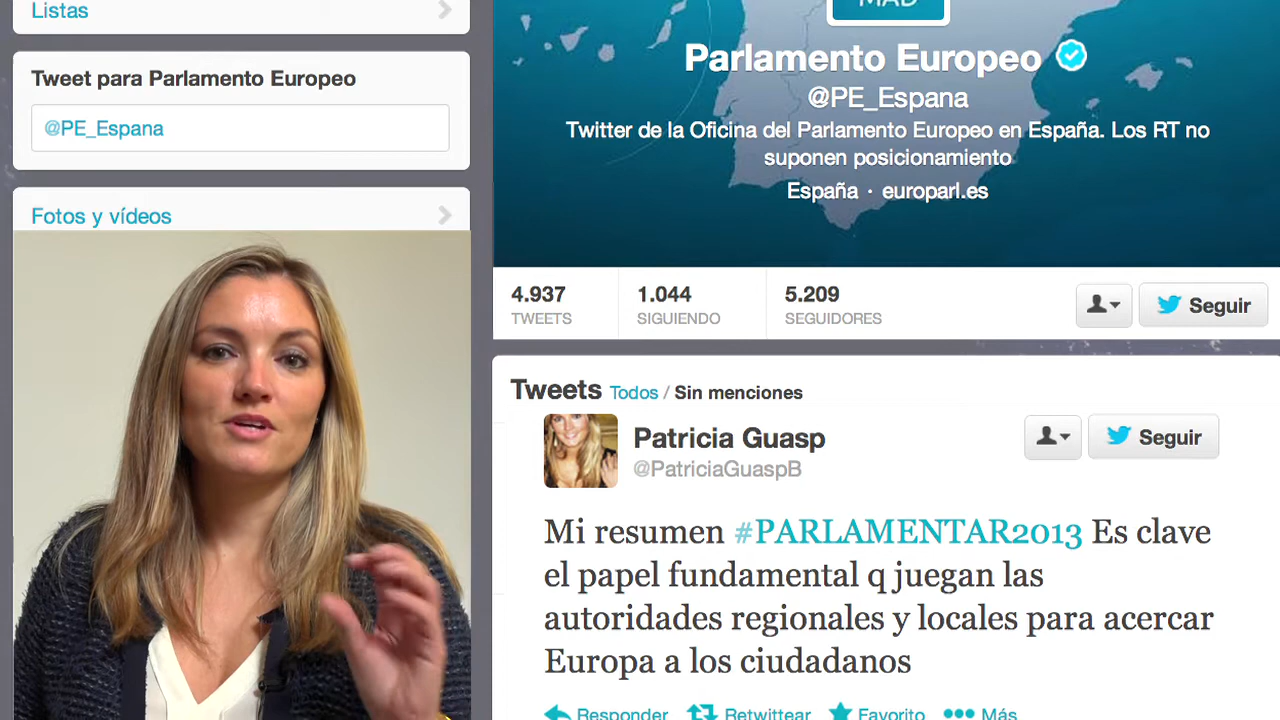 Listas
Tweet para Parlamento Europeo
@PE_Espana
Fotos y vídeos
MAD
Parlamento Europeo
@PE_Espana
Twitter de la Oficina del Parlamento Europeo en España. Los RT no
suponen posicionamiento
España · europarl.es
4.937
TWEETS
1.044
SIGUIENDO
5.209
SEGUIDORES
Seguir
Tweets Todos / Sin menciones
Patricia Guasp
@PatriciaGuaspB
Seguir
Mi resumen #PARLAMENTAR2013 Es clave
el papel fundamental q juegan las
autoridades regionales y locales para acercar
Europa a los ciudadanos
Responder Retwittear Favorito Más